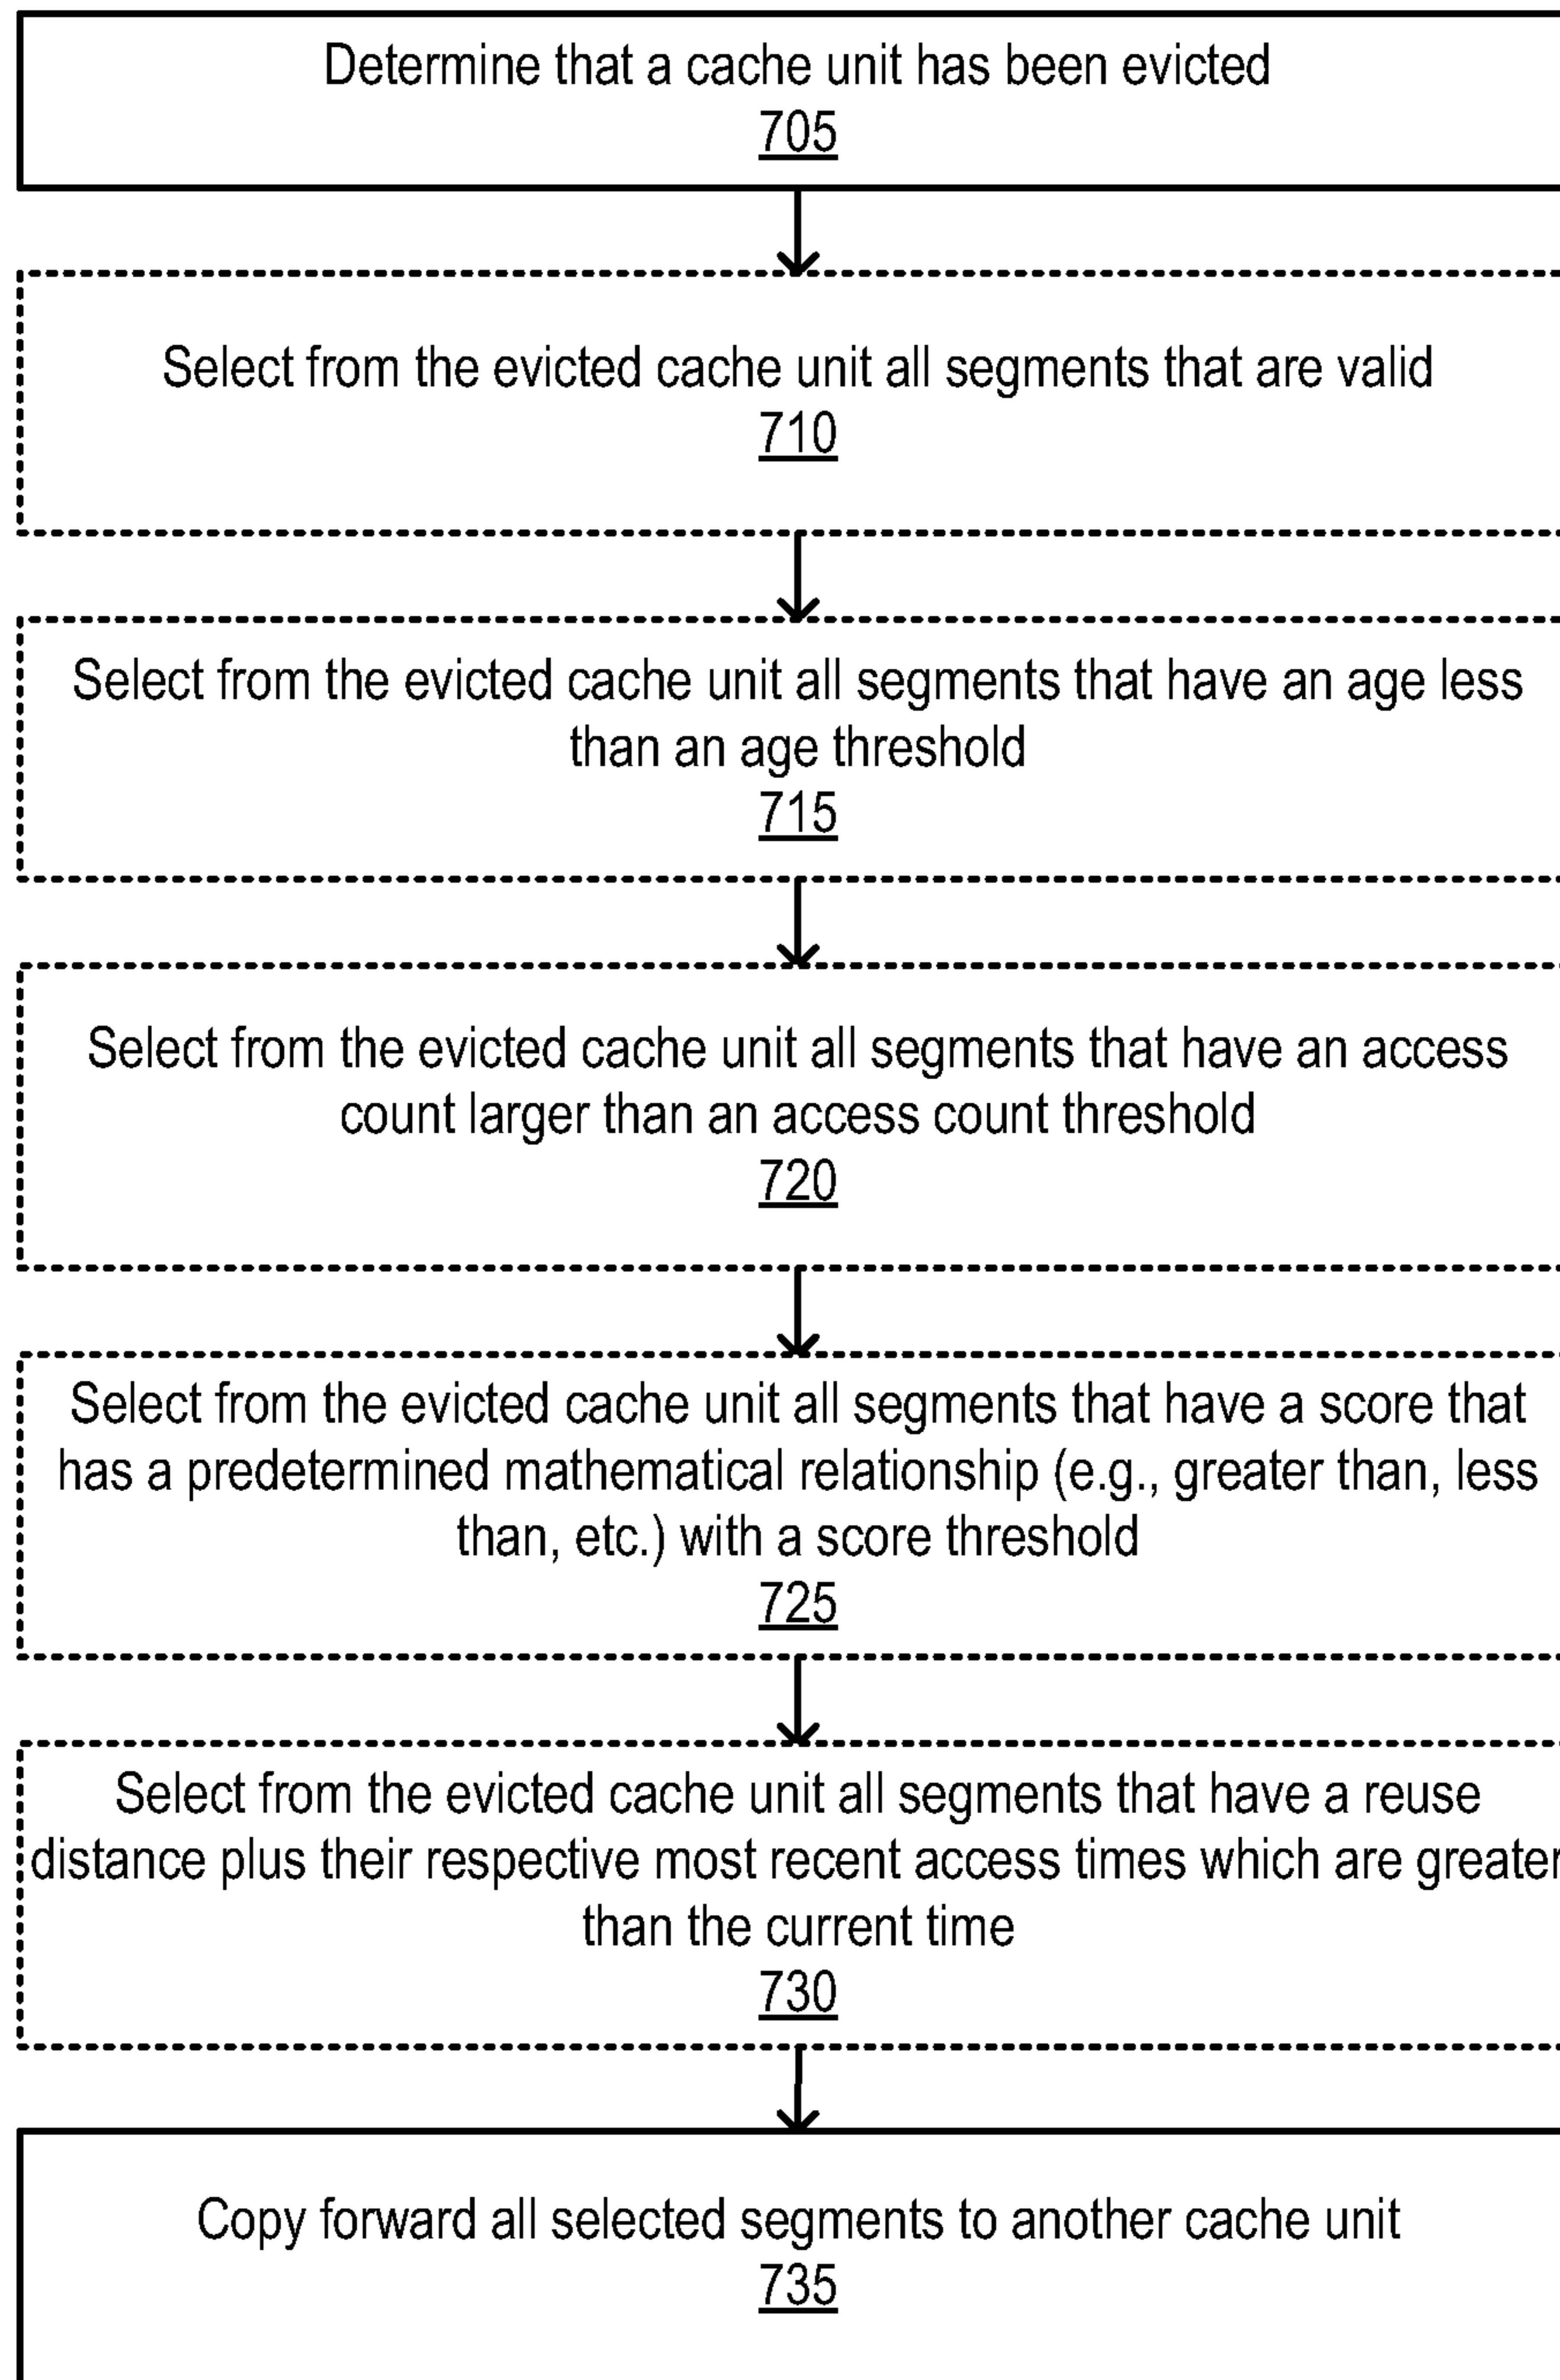 Determine that a cache unit has been evicted
705
Select from the evicted cache unit all segments that are valid
710
Select from the evicted cache unit all segments that have an age less
than an age threshold
715
Select from the evicted cache unit all segments that have an access
count larger than an access count threshold
720
Select from the evicted cache unit all segments that have a score that
has a predetermined mathematical relationship (e.g., greater than, less
than, etc.) with a score threshold
725
Select from the evicted cache unit all segments that have a reuse
distance plus their respective most recent access times which are greater
than the current time
730
Copy forward all selected segments to another cache unit
735